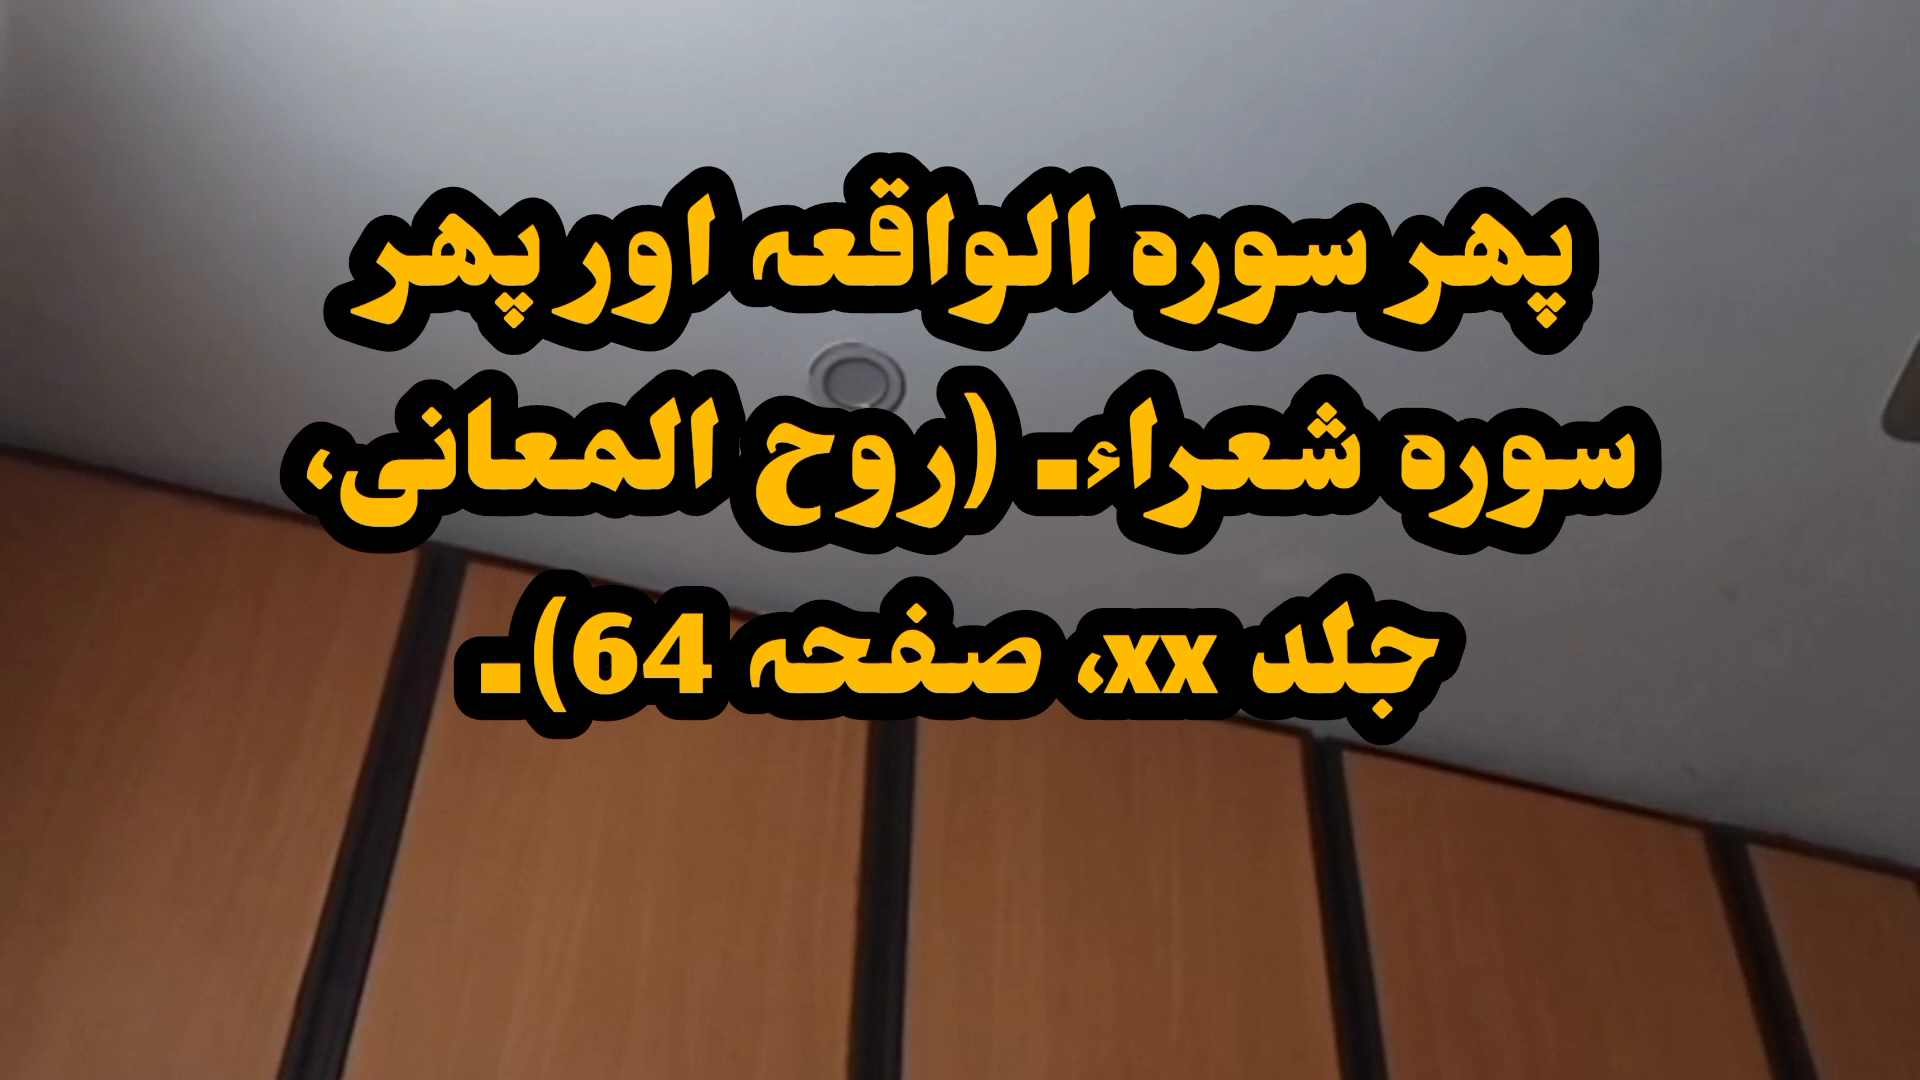 پھر سورہ الواقعہ اور پھر
سورہ شعراء۔ (روح المعانی،
جلد xx، صفحہ 64)۔